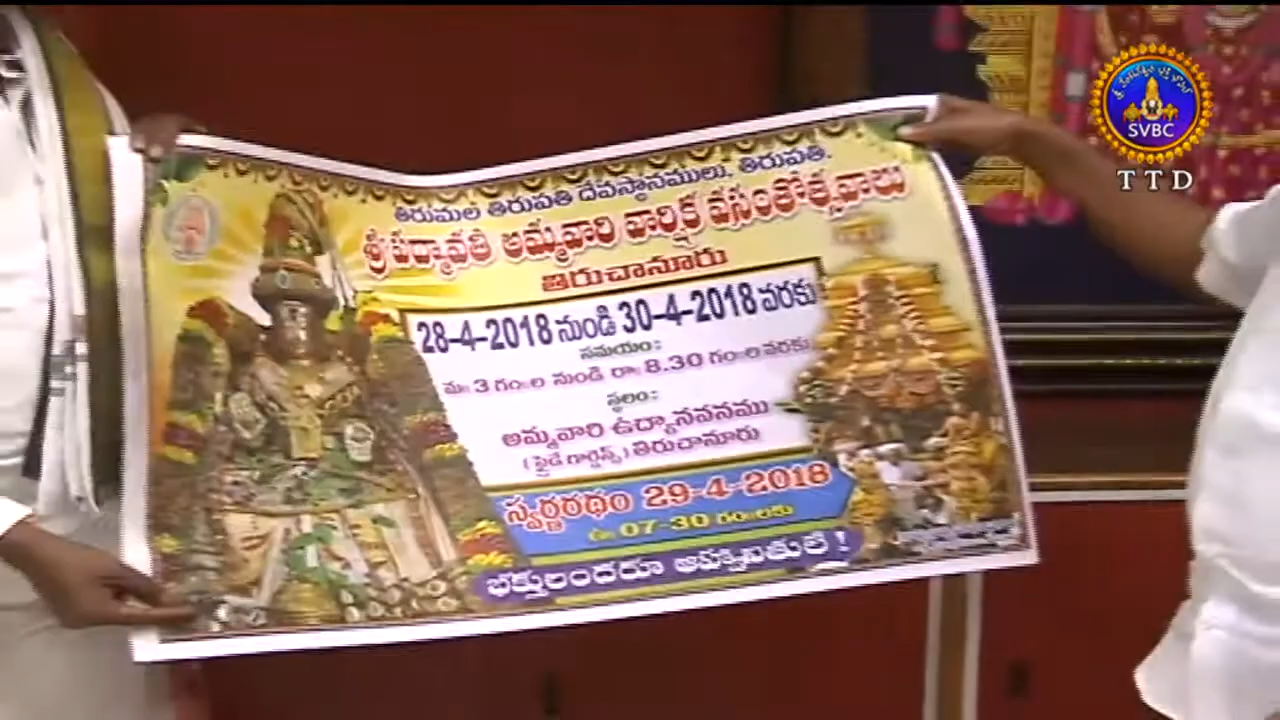 తిరుమల తిరుపతి దేవస్థానములు, తిరుపతి.
శ్రీ పద్మావతి అమ్మవారి వార్షిక వసంతోత్సవాలు
తిరుచానూరు
28-4-2018 నుండి 30-4-2018 వరకు
సమయం:
మ॥ 3 గం॥ల నుండి రా॥ 8.30 గం॥ల వరకు
స్థలం:
అమ్మవారి ఉద్యానవనము
(ఫ్రైడే గార్డెన్స్) తిరుచానూరు
స్వర్ణరథం 29-4-2018
ఉ॥ 07-30 గం॥లకు
భక్తులందరూ ఆహ్వానితులే!
SVBC
TTD